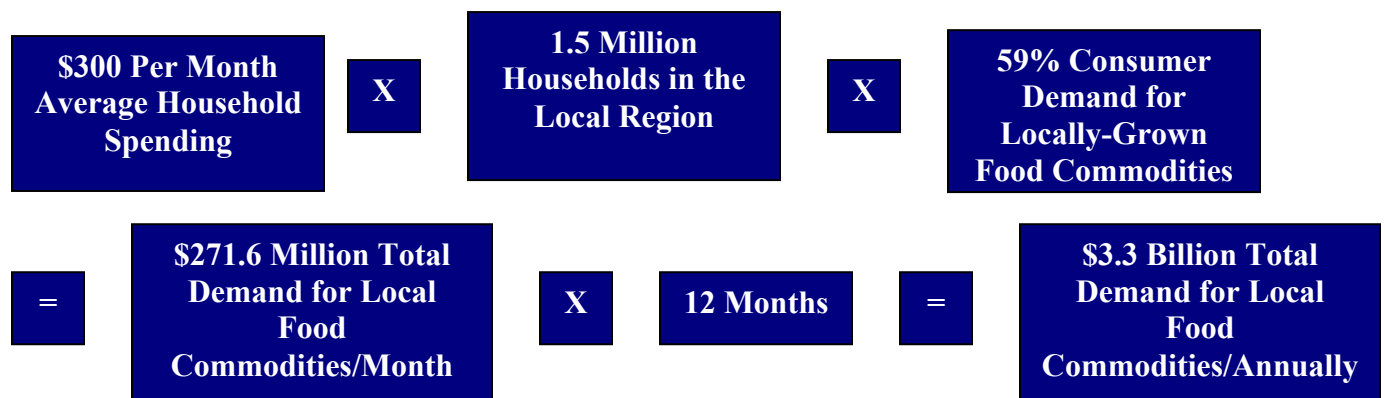 $300 Per Month
Average Household
Spending
X
1.5 Million
Households in the
Local Region
X
59% Consumer
Demand for
Locally-Grown
Food Commodities
=
$271.6 Million Total
Demand for Local
Food
Commodities/Month
X
12 Months
=
$3.3 Billion Total
Demand for Local
Food
Commodities/Annually